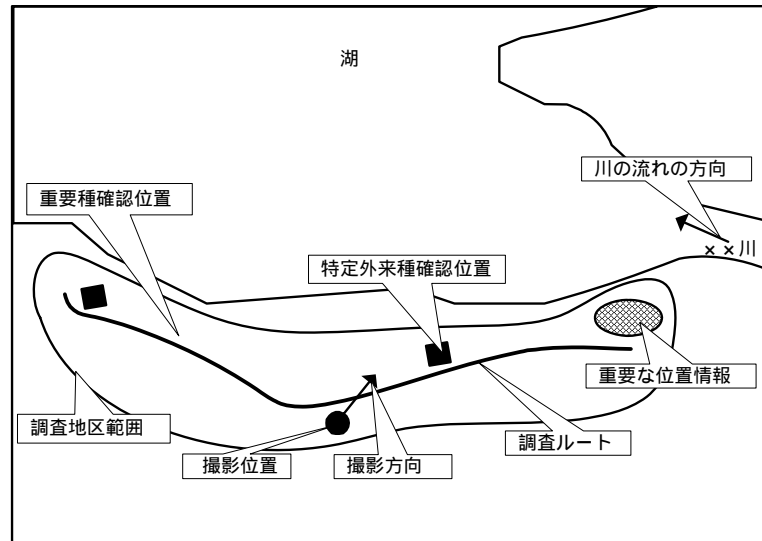 湖
川の流れの方向
重要種確認位置
××川
特定外来種確認位置
重要な位置情報
調査地区範囲
調査ルート
撮影位置
撮影方向